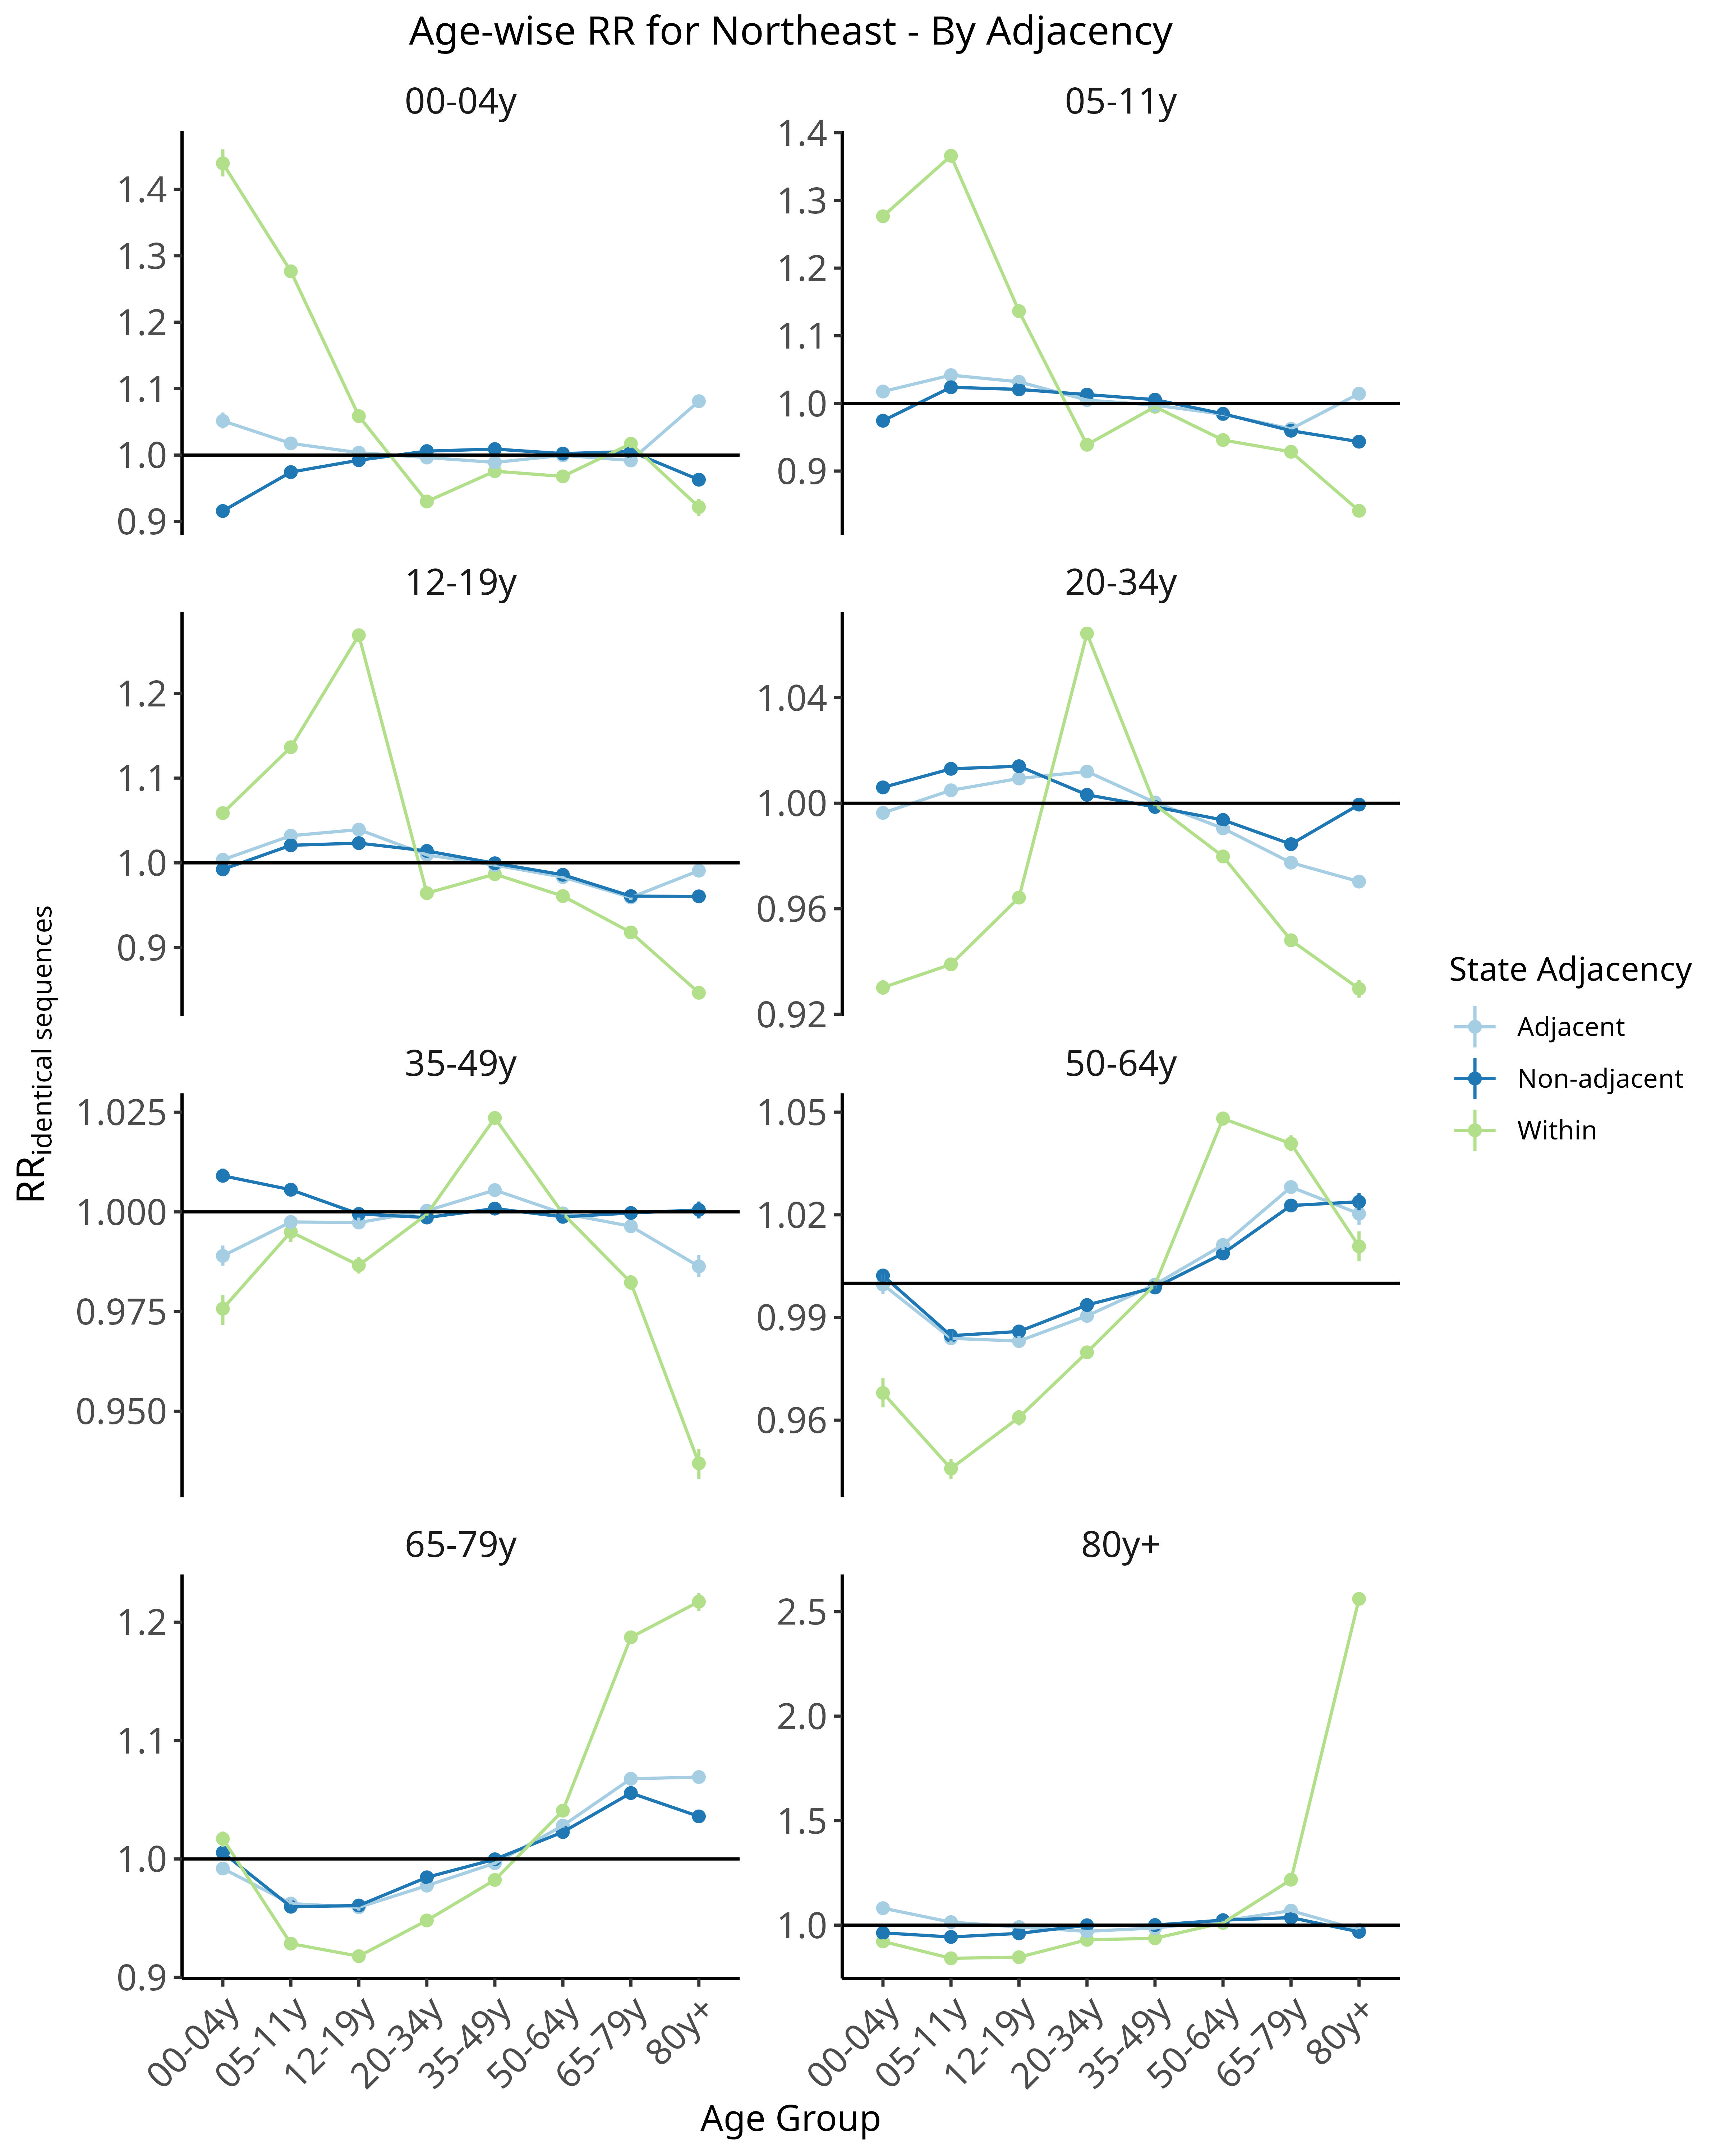 Age-wise RR for Northeast - By Adjacency
00-04y
05-11y
1.4
1.3
1.2
1.1
1.0
0.9
1.4
1.3
1.2
1.1
1.0
0.9
12-19y
20-34y
1.2
1.1
1.0
0.9
1.04
1.00
0.96
0.92
35-49y
50-64y
1.025
1.000
0.975
0.950
1.05
1.02
0.99
0.96
65-79y
80y+
1.2
1.1
1.0
0.9
2.5
2.0
1.5
1.0
00-04y
05-11y
12-19y
20-34y
35-49y
50-64y
65-79y
80y+
00-04y
05-11y
12-19y
20-34y
35-49y
50-64y
65-79y
80y+
Age Group
RRidentical sequences
State Adjacency
Adjacent
Non-adjacent
Within